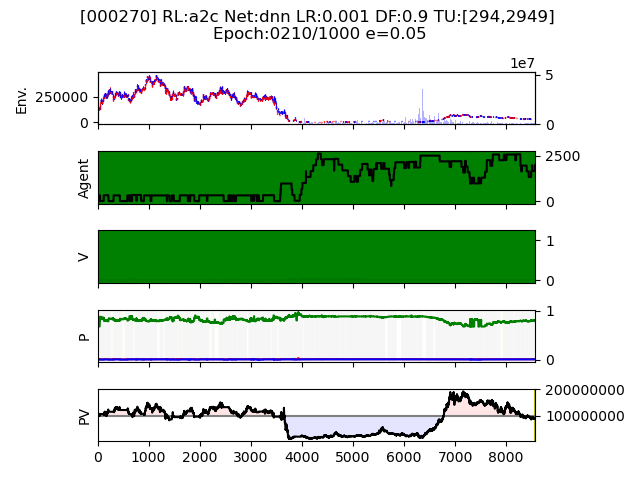 [000270] RL:a2c Net:dnn LR:0.001 DF:0.9 TU:[294,2949]
Epoch:0210/1000 e=0.05
1e7
Env.
250000
0
5
0
Agent
2500
0
V
1
0
P
1
0
PV
200000000
100000000
0 1000 2000 3000 4000 5000 6000 7000 8000